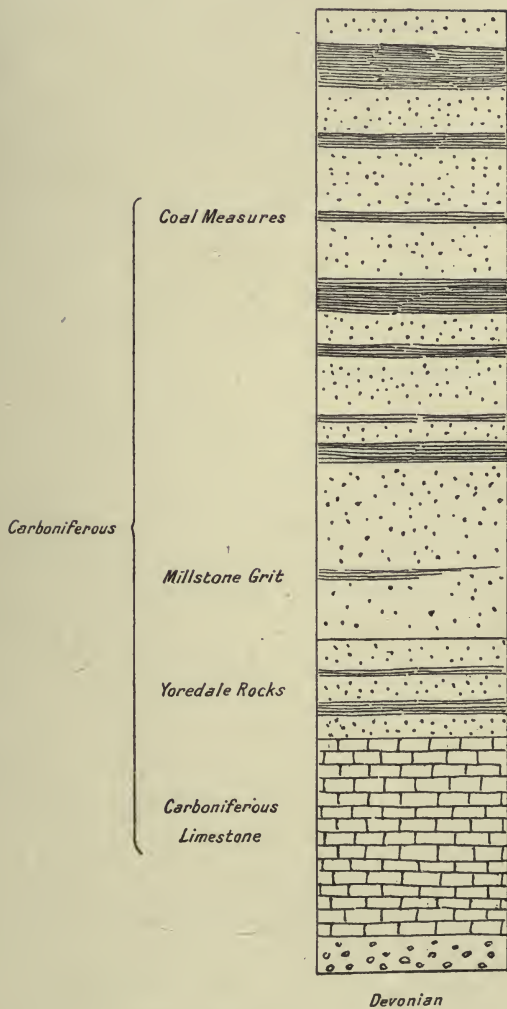 Coal Measures
Carboniferous
Millstone Grit
Yoredale Rocks
Carboniferous
Limestone
Devonian